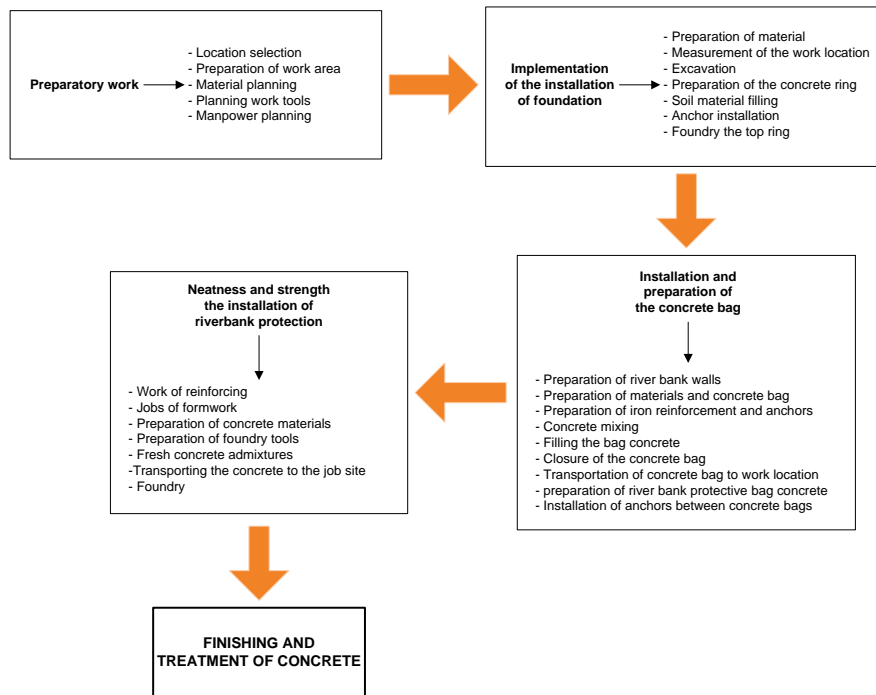 Preparatory work
- Location selection
- Preparation of work area
- Material planning
- Planning work tools
- Manpower planning
Implementation
of the installation
of foundation
- Preparation of material
- Measurement of the work location
- Excavation
- Preparation of the concrete ring
- Soil material filling
- Anchor installation
- Foundry the top ring
Installation and
preparation of
the concrete bag
- Preparation of river bank walls
- Preparation of materials and concrete bag
- Preparation of iron reinforcement and anchors
- Concrete mixing
- Filling the bag concrete
- Closure of the concrete bag
- Transportation of concrete bag to work location
- preparation of river bank protective bag concrete
- Installation of anchors between concrete bags
Neatness and strength
the installation of
riverbank protection
- Work of reinforcing
- Jobs of formwork
- Preparation of concrete materials
- Preparation of foundry tools
- Fresh concrete admixtures
-Transporting the concrete to the job site
- Foundry
FINISHING AND
TREATMENT OF CONCRETE